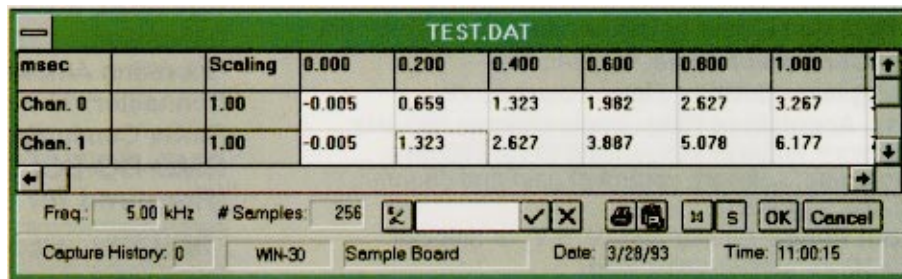 TEST.DAT
msec Scaling 0.000 0.200 0.400 0.600 0.800 1.000
Chan. 0 1.00 -0.005 0.659 1.323 1.982 2.627 3.267
Chan. 1 1.00 -0.005 1.323 2.627 3.887 5.078 6.177
Freq.: 5.00 kHz # Samples: 256 S OK Cancel
Capture History: 0 WIN-30 Sample Board Date: 3/28/93 Time: 11:00:15